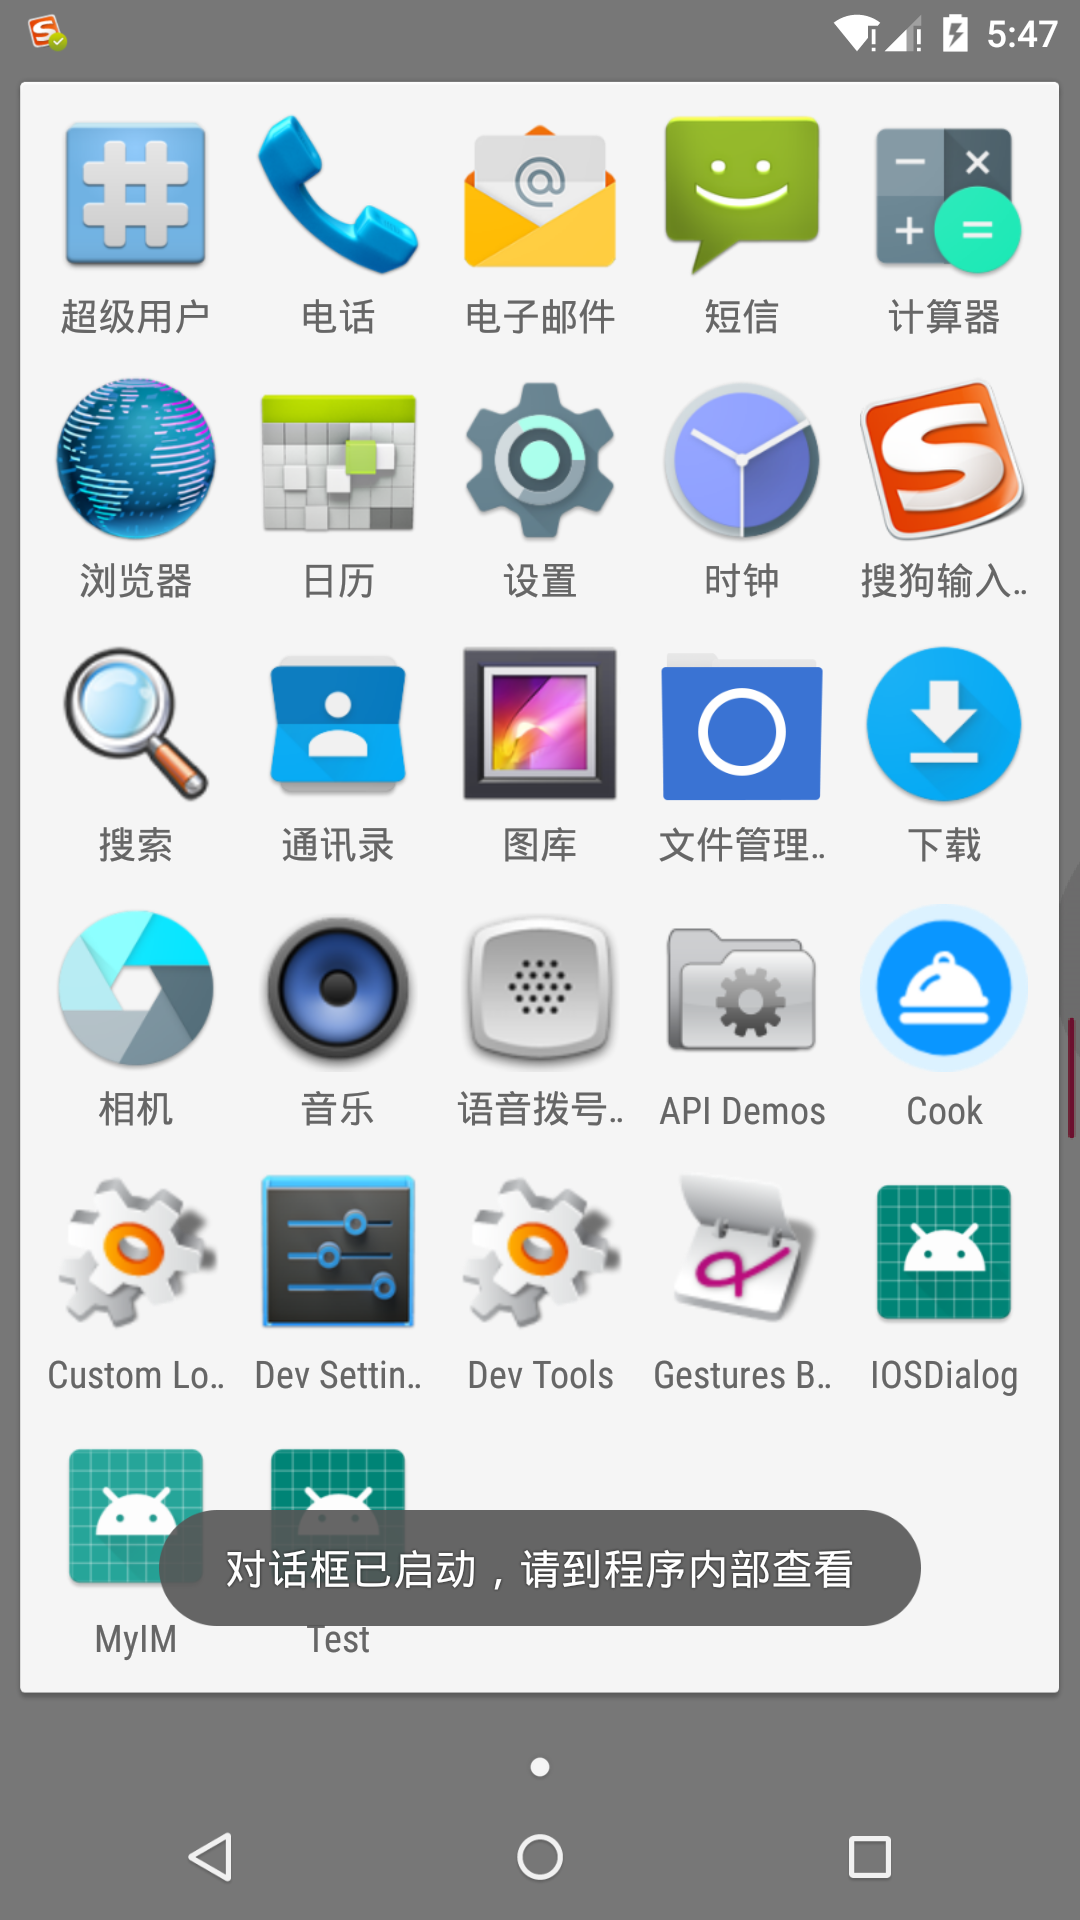 5:47
超级用户
电话
电子邮件
短信
计算器
浏览器
日历
设置
时钟
搜狗输入..
搜索
通讯录
图库
文件管理..
下载
相机
音乐
语音拨号..
API Demos
Cook
Custom Lo..
Dev Settin..
Dev Tools
Gestures B..
IOSDialog
对话框已启动，请到程序内部查看
MyIM
Test